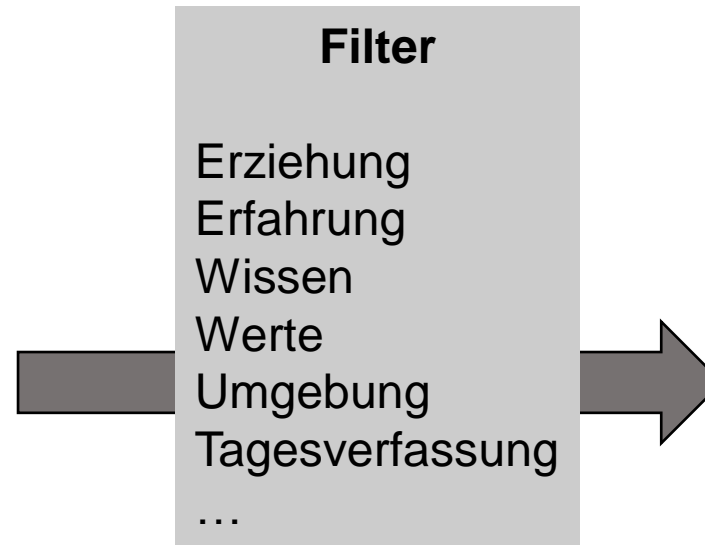 Filter
Erziehung
Erfahrung
Wissen
Werte
Umgebung
Tagesverfassung
…